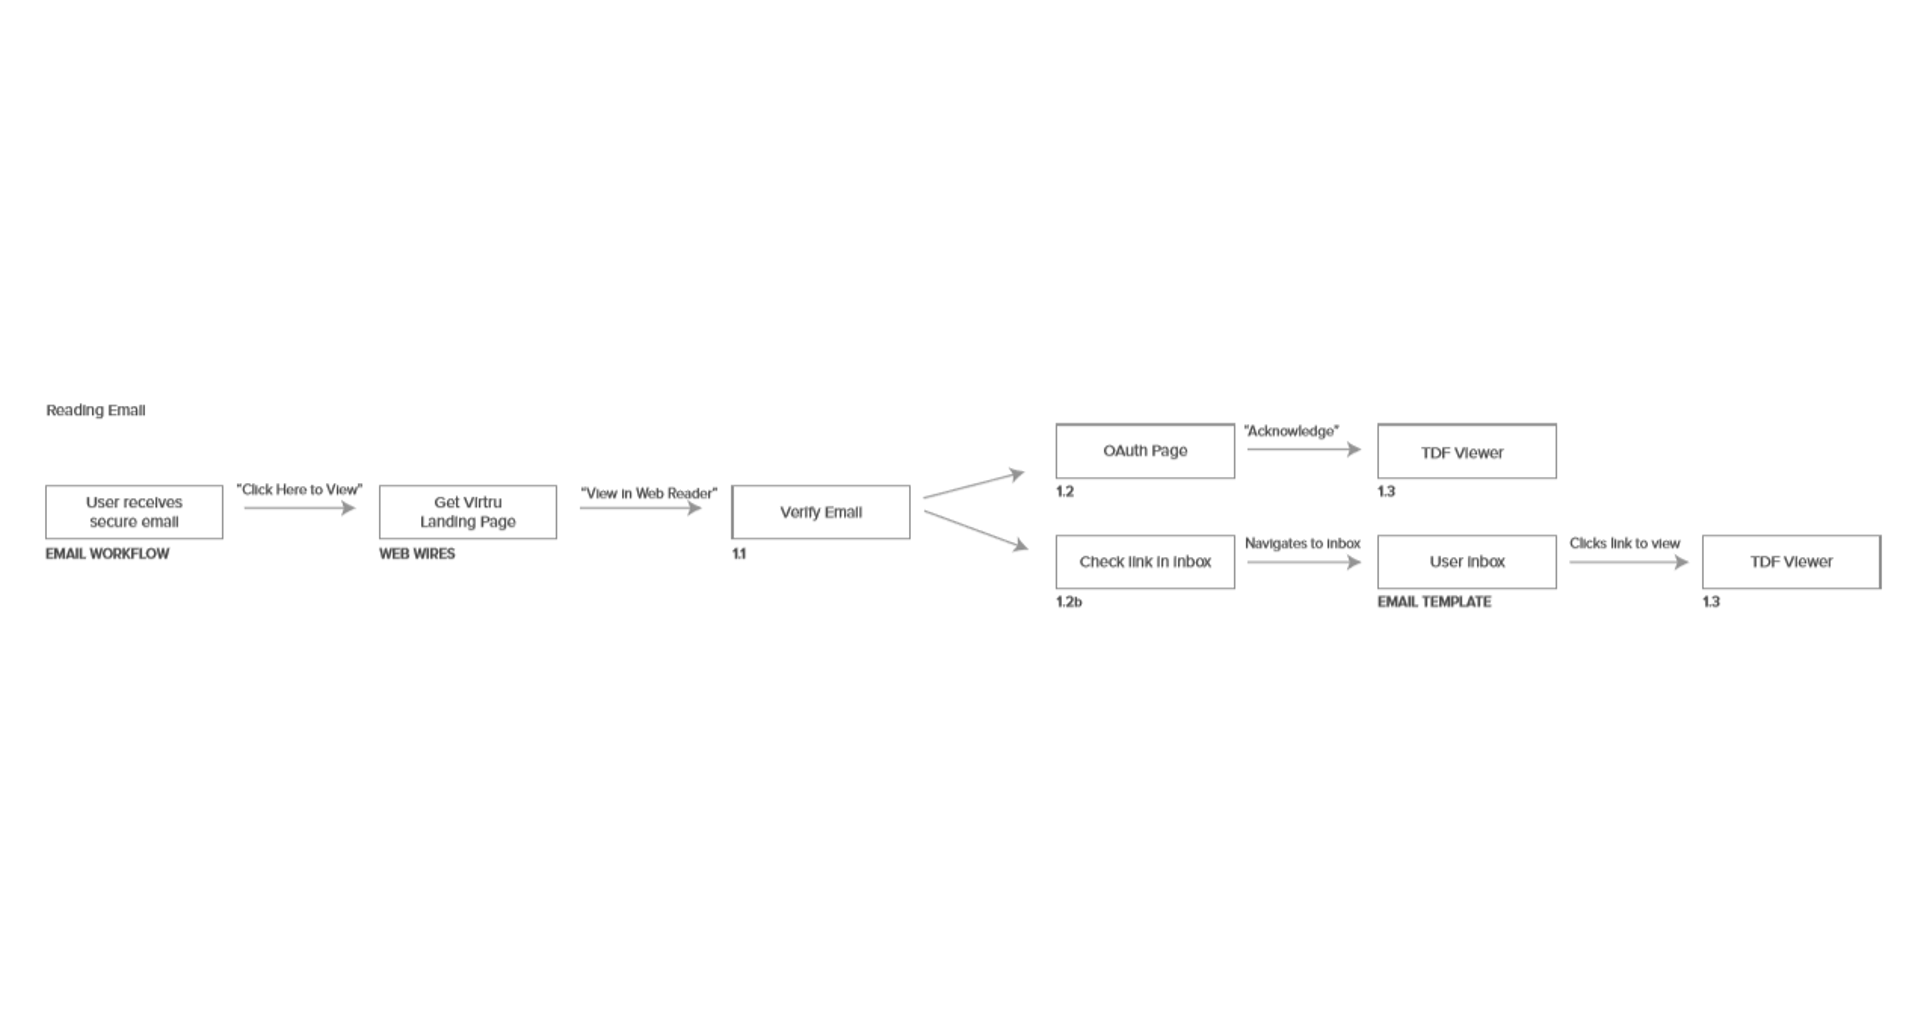 Reading Email
User receives
secure email
EMAIL WORKFLOW
"Click Here to View"
Get Virtru
Landing Page
WEB WIRES
"View in Web Reader"
Verify Email
1.1
OAuth Page
1.2
"Acknowledge"
TDF Viewer
1.3
Check link in inbox
1.2b
Navigates to inbox
User Inbox
EMAIL TEMPLATE
Clicks link to view
TDF Viewer
1.3